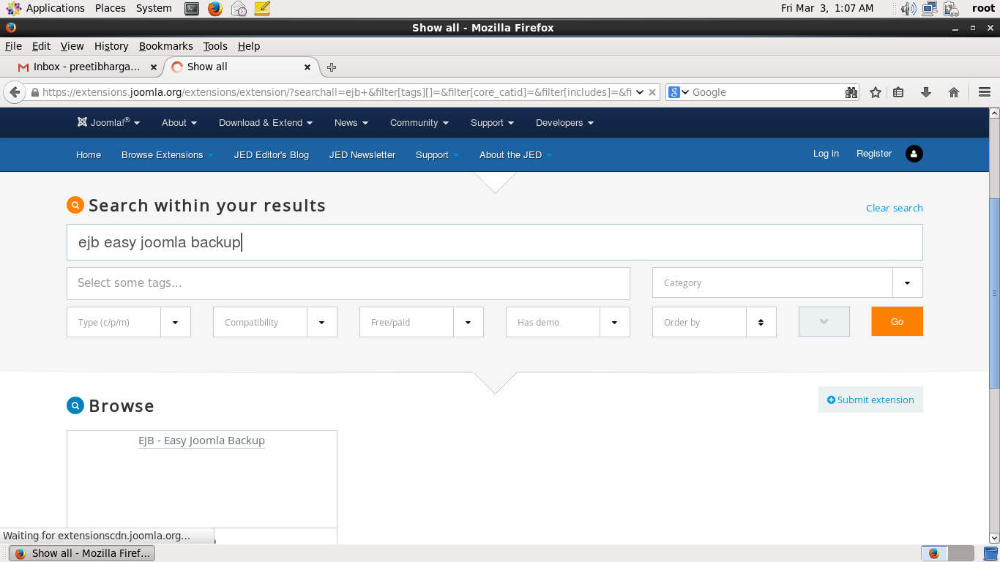 Applications Places System Fri Mar 3, 1:07 AM root
Show all - Mozilla Firefox
File Edit View History Bookmarks Tools Help
Inbox - preetibharga... Show all
https://extensions.joomla.org/extensions/extension/?searchall=ejb+&filter[tags][]=&filter[core_catid]=&filter[includes]=&fi Google
Joomla!® About Download & Extend News Community Support Developers
Home Browse Extensions JED Editor's Blog JED Newsletter Support About the JED Log in Register
Search within your results
Clear search
ejb easy joomla backup
Select some tags... Category
Type (c/p/m) Compatibility Free/paid Has demo Order by Go
Browse
Submit extension
EJB - Easy Joomla Backup
Waiting for extensionscdn.joomla.org...
Show all - Mozilla Firef...